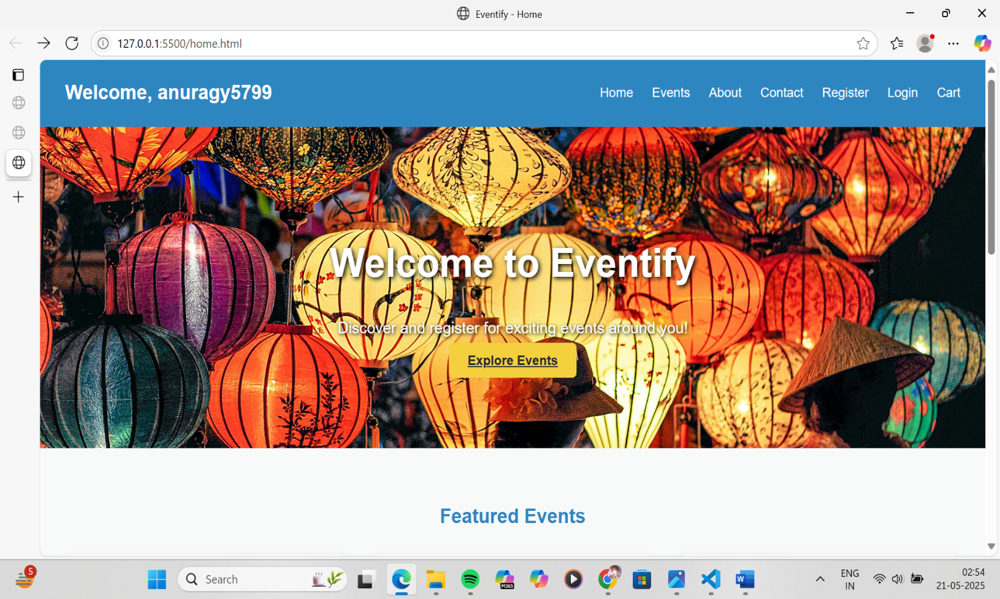 Eventify - Home
127.0.0.1:5500/home.html
Welcome, anuragy5799
Home Events About Contact Register Login Cart
Welcome to Eventify
Discover and register for exciting events around you!
Explore Events
Featured Events
5
Search
M365
W
ENG
IN
02:54
21-05-2025